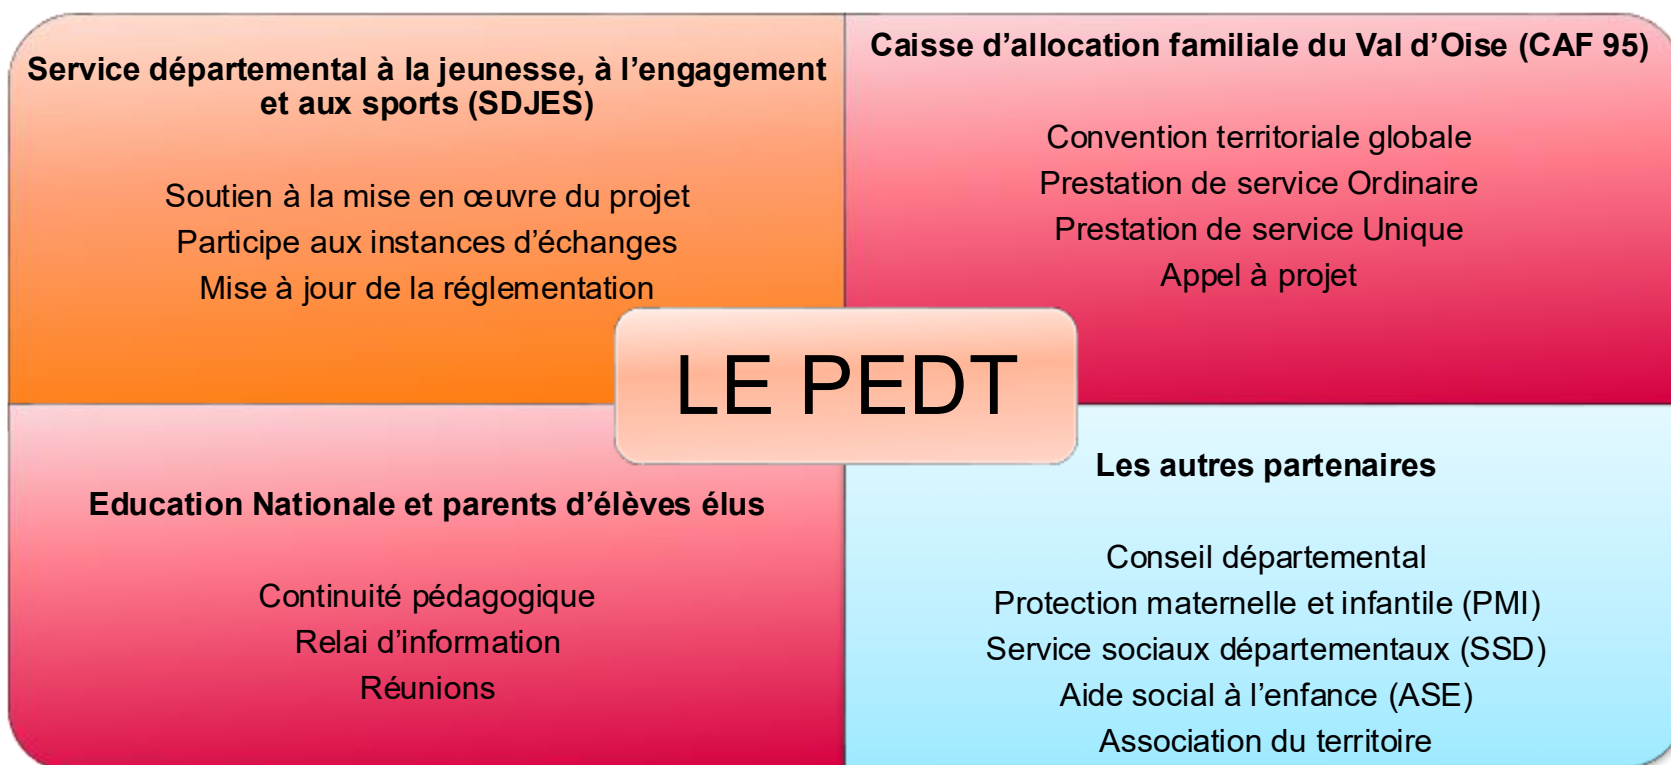 Service départemental à la jeunesse, à l’engagement
et aux sports (SDJES)
Soutien à la mise en œuvre du projet
Participe aux instances d’échanges
Mise à jour de la réglementation
Caisse d’allocation familiale du Val d’Oise (CAF 95)
Convention territoriale globale
Prestation de service Ordinaire
Prestation de service Unique
Appel à projet
LE PEDT
Education Nationale et parents d’élèves élus
Continuité pédagogique
Relai d’information
Réunions
Les autres partenaires
Conseil départemental
Protection maternelle et infantile (PMI)
Service sociaux départementaux (SSD)
Aide social à l’enfance (ASE)
Association du territoire